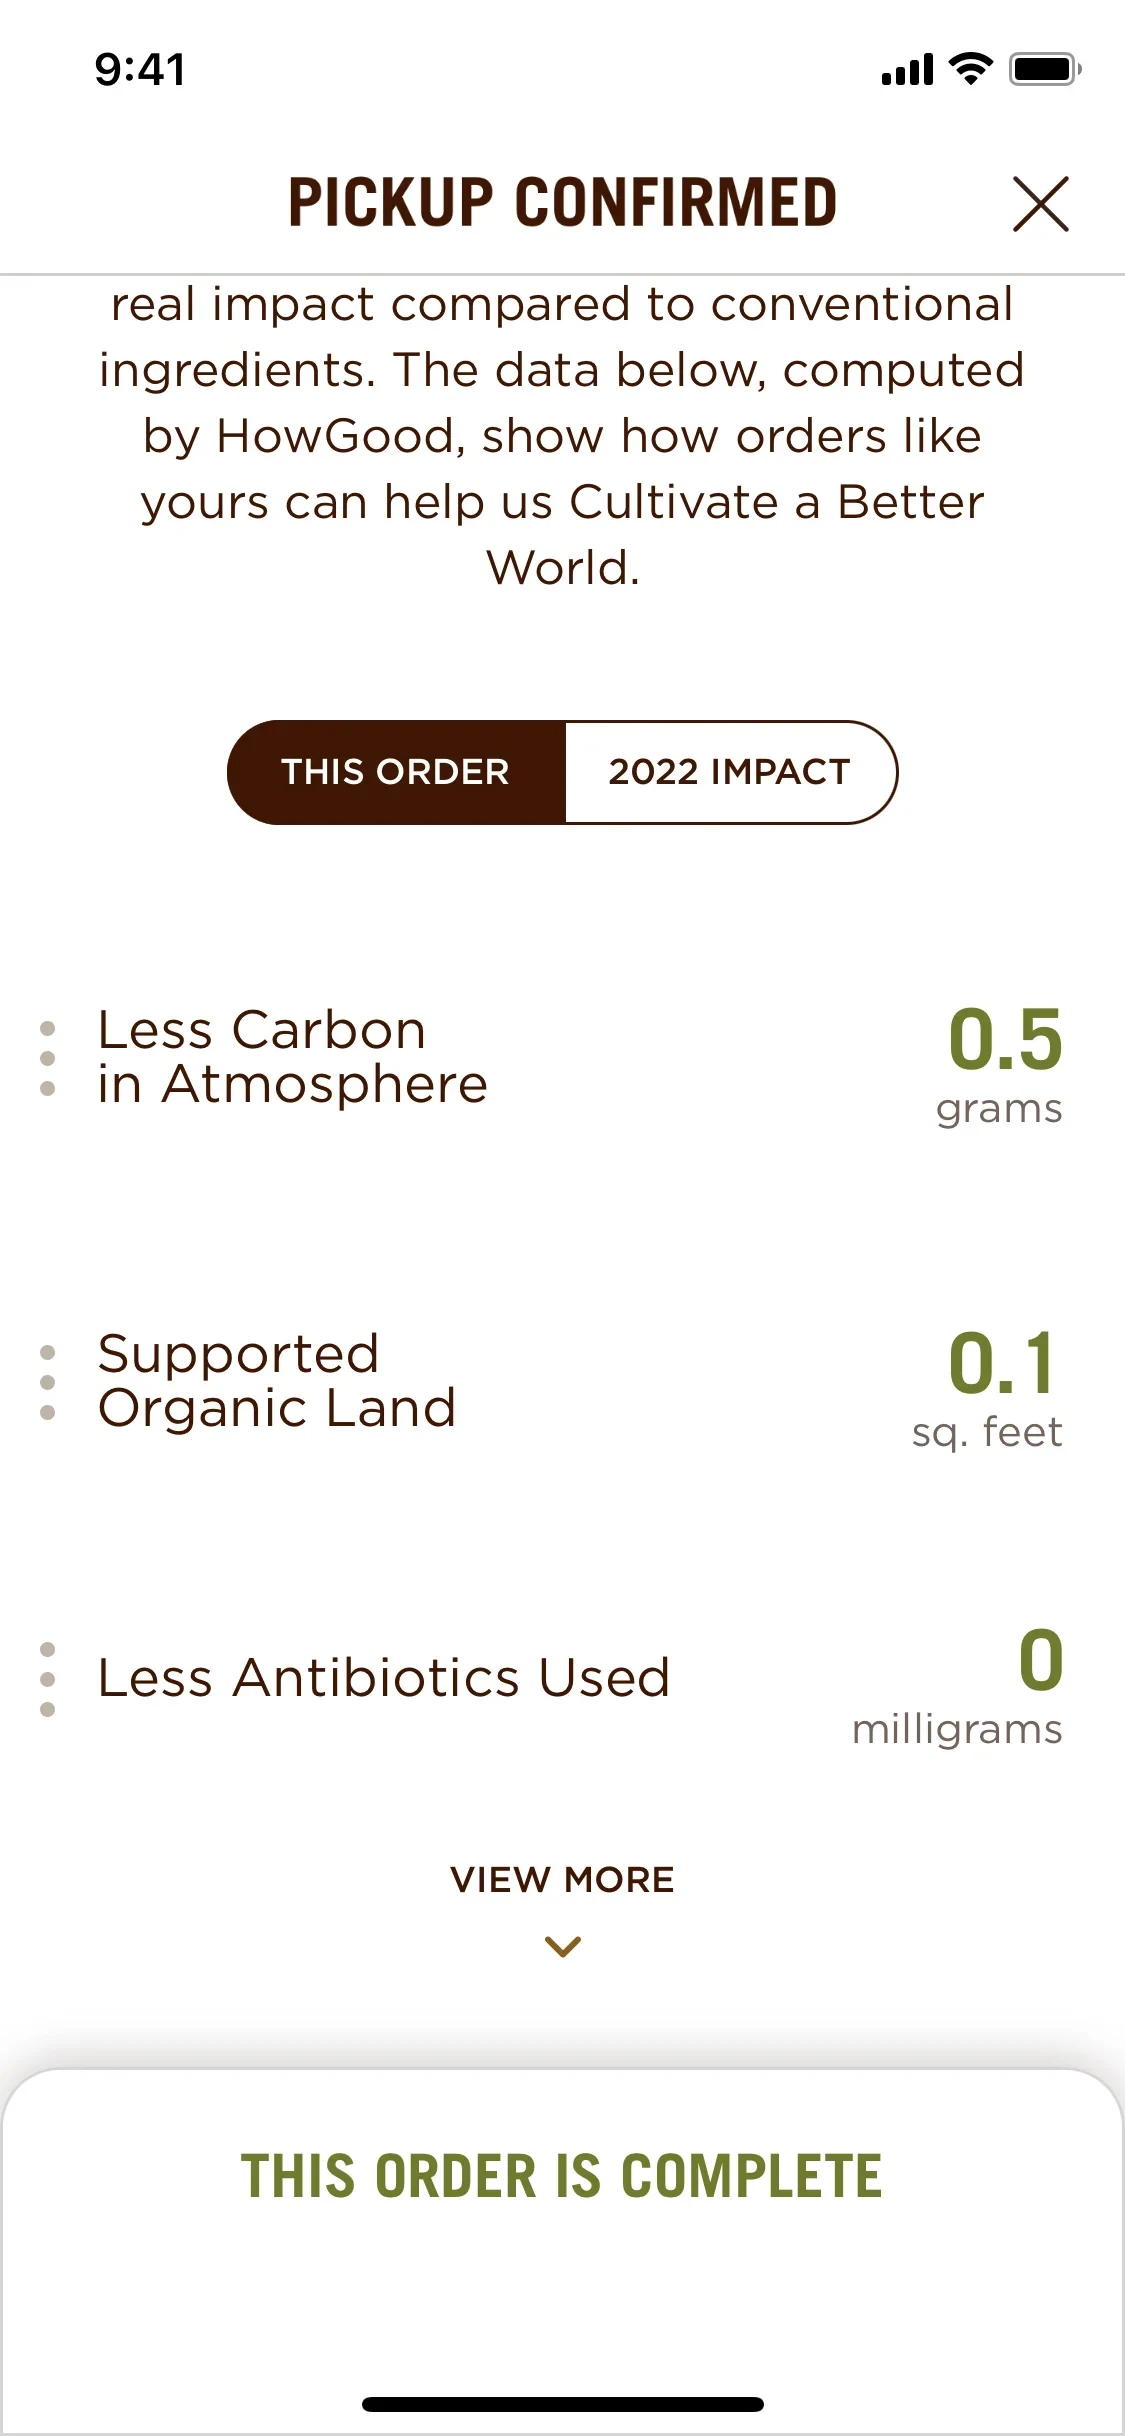 9:41
PICKUP CONFIRMED
real impact compared to conventional
ingredients. The data below, computed
by HowGood, show how orders like
yours can help us Cultivate a Better
World.
THIS ORDER
2022 IMPACT
Less Carbon
in Atmosphere
0.5
grams
Supported
Organic Land
0.1
sq. feet
Less Antibiotics Used
0
milligrams
VIEW MORE
THIS ORDER IS COMPLETE